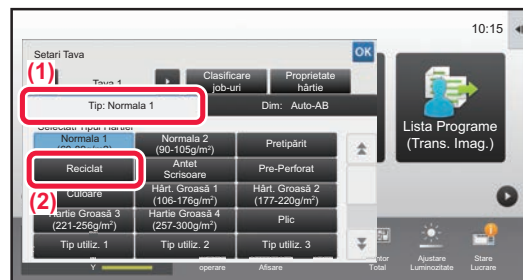 10:15
Setari Tava
OK
(1)
Tava 1
Clasificare
job-uri
Proprietate
hârtie
Tip: Normala 1
Dim: Auto-AB
Selectati Tipul Hartiei
Normala 1
Normala 2
(90-105g/m²)
Pretipărit
Reciclat
Antet
Scrisoare
Pre-Perforat
(2)
Culoare
Hârt. Groasă 1
(106-176g/m²)
Hârt. Groasă 2
(177-220g/m²)
Hartie Groasă 3
(221-256g/m²)
Hartie Groasă 4
(257-300g/m²)
Plic
Tip utiliz. 1
Tip utiliz. 2
Tip utiliz. 3
Lista Programe
(Trans. Imag.)
Y
operare
Afisare
Total
Ajustare
Luminozitate
Stare
Lucrare